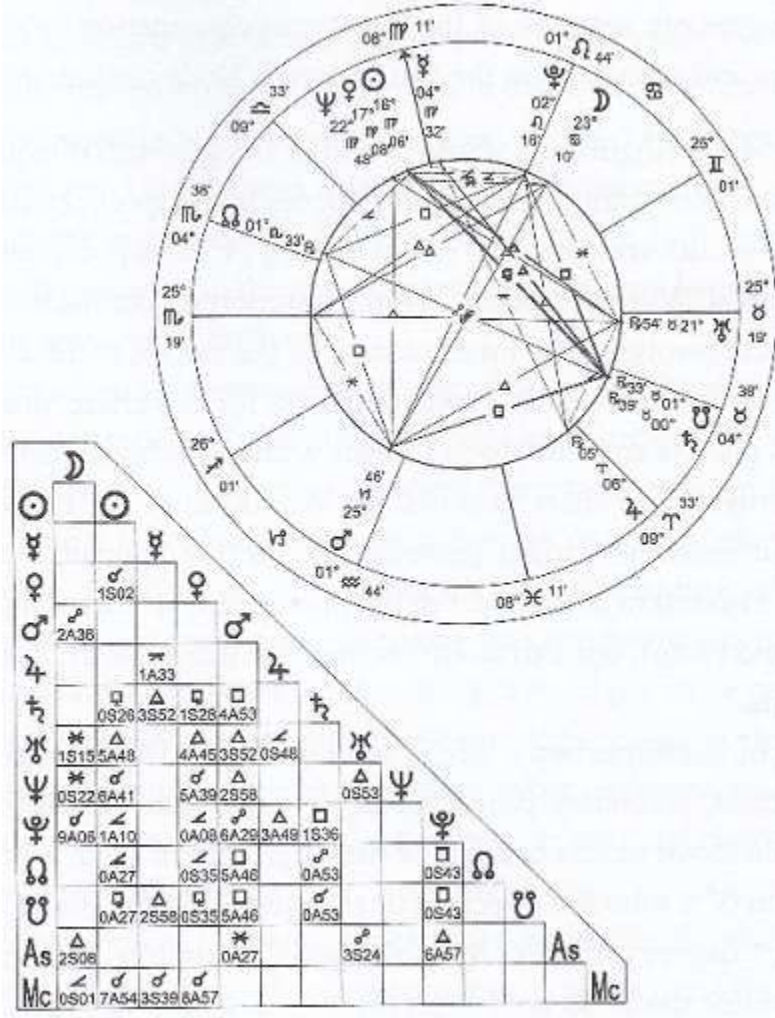 08° ♍ 11'
01° ♌ 44'
♋
25° ♊ 01'
25° ♉ 19'
38' ♉ 04°
33' ♈ 09°
08° ♓ 11'
01° ♒ 44'
♑
26° ♐ 01'
25° ♏ 19'
36' ♏ 04°
33' ♎ 09°
☿ 04° ♍ 32'
☉ 16° ♍ 06'
♀ 17° ♍ 08'
♆ 22° ♍ 48'
♇ 02° ♌ 16'
☽ 23° ♋ 10'
☊ 01° ♏ 33' ℞
℞ 54' ♉ 21° ♅
℞ 33' ♉ 01° ☋
℞ 39' ♉ 00° ♄
℞ 05' ♈ 06° ♃
46' ♑ 25° ♂
☽
☉ ☉
☿ ☿
♀ ☌ 1S02 ♀
♂ ☍ 2A36 ♂
♃ ⚻ 1A33 ♃
♄ ⚼ 0S26 △ 3S52 ⚼ 1S28 □ 4A53 ♄
♅ ⚹ 1S15 △ 5A48 △ 4A45 △ 3S52 ∠ 0S48 ♅
♆ ⚹ 0S22 ☌ 6A41 ☌ 5A39 △ 2S58 △ 0S53 ♆
♇ ☌ 9A06 ∠ 1A10 ∠ 0A08 ☍ 6A29 △ 3A49 □ 1S36 ♇
☊ ∠ 0A27 ∠ 0S35 □ 5A46 ☍ 0A53 □ 0S43 ☊
☋ ⚼ 0A27 △ 2S58 ⚼ 0S35 □ 5A46 ☌ 0A53 □ 0S43 ☋
As △ 2S08 ⚹ 0A27 ☍ 3S24 △ 6A57 As
Mc ∠ 0S01 ☌ 7A54 ☌ 3S39 ☌ 8A57 Mc